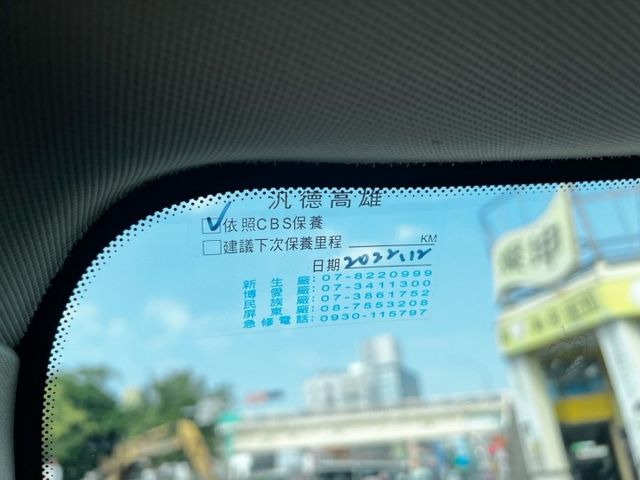 汎德高雄
依照CBS保養
建議下次保養里程 KM
日期 2022.12
新生廠:07-8220999
博愛廠:07-3411300
民族廠:07-3861752
屏東廠:08-7553208
急修電話:0930-115797